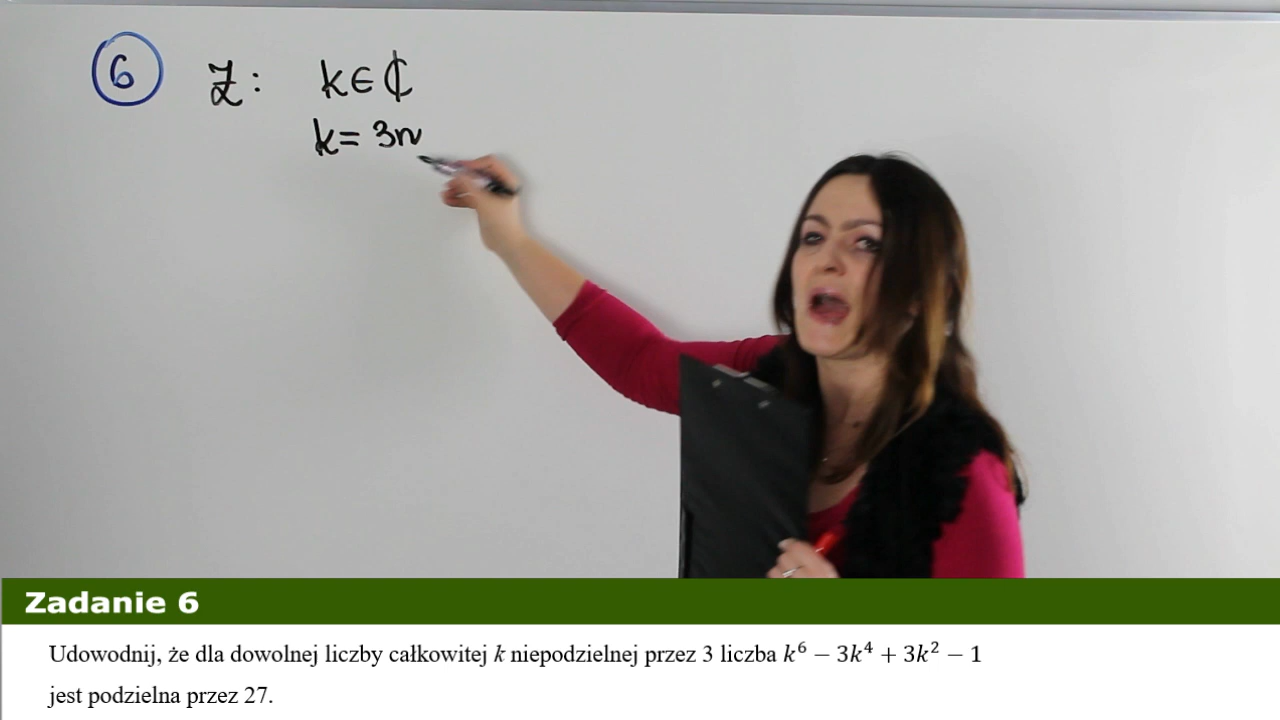 6 Z: k∈ℂ
k= 3n
Zadanie 6
Udowodnij, że dla dowolnej liczby całkowitej k niepodzielnej przez 3 liczba k⁶ − 3k⁴ + 3k² − 1
jest podzielna przez 27.